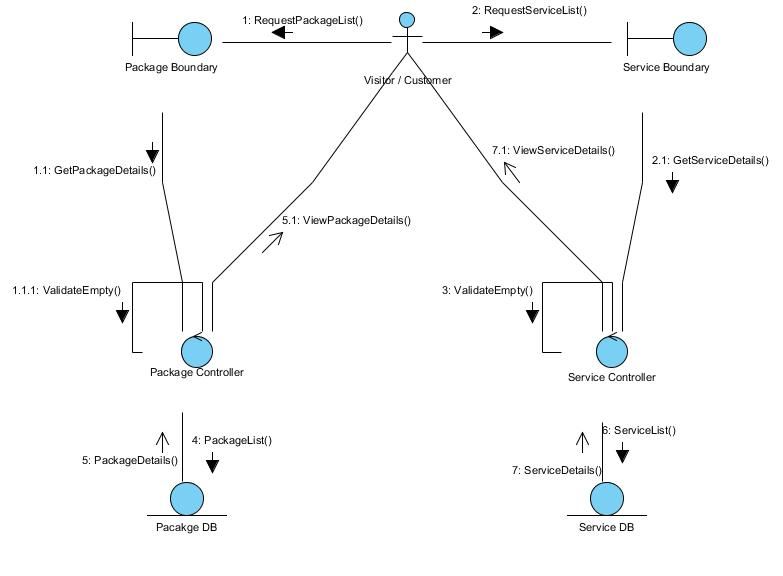 1: RequestPackageList()
2: RequestServiceList()
Package Boundary
Service Boundary
Visitor / Customer
7.1: ViewServiceDetails()
2.1: GetServiceDetails()
1.1: GetPackageDetails()
5.1: ViewPackageDetails()
1.1.1: ValidateEmpty()
3: ValidateEmpty()
Package Controller
Service Controller
4: PackageList()
6: ServiceList()
5: PackageDetails()
7: ServiceDetails()
Pacakge DB
Service DB